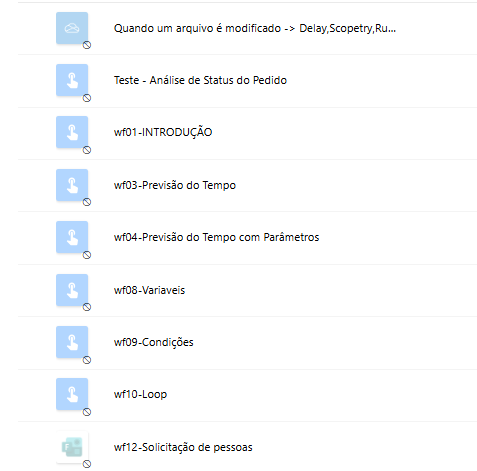 Quando um arquivo é modificado -> Delay,Scopetry,Ru...
Teste - Análise de Status do Pedido
wf01-INTRODUÇÃO
wf03-Previsão do Tempo
wf04-Previsão do Tempo com Parâmetros
wf08-Variaveis
wf09-Condições
wf10-Loop
wf12-Solicitação de pessoas